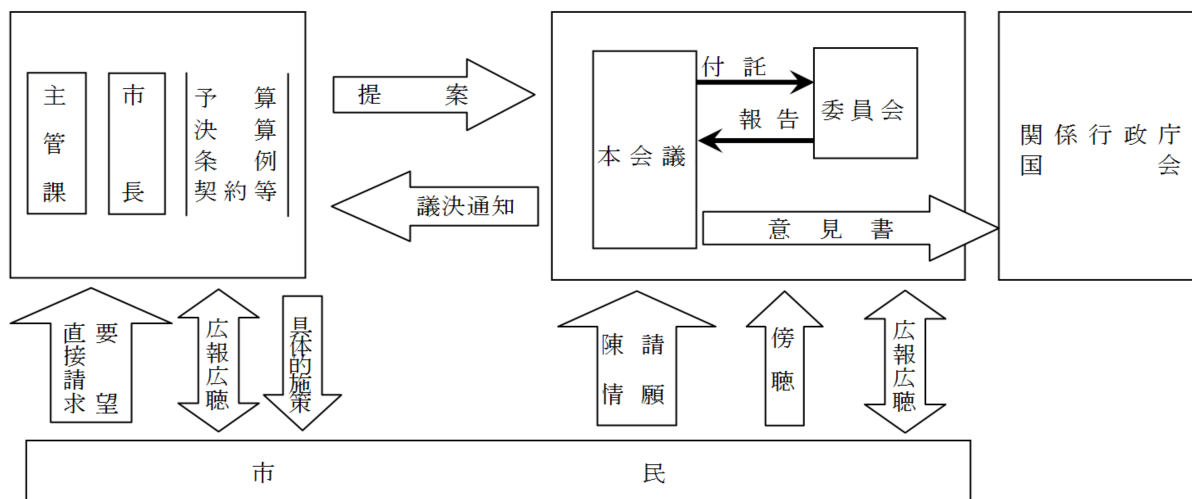 主管課
市長
予算
決算
条例
契約等
提案
議決通知
本会議
付託
報告
委員会
意見書
関係行政庁
国会
要望
直接請求
広報広聴
具体的施策
請願
陳情
傍聴
広報広聴
市民